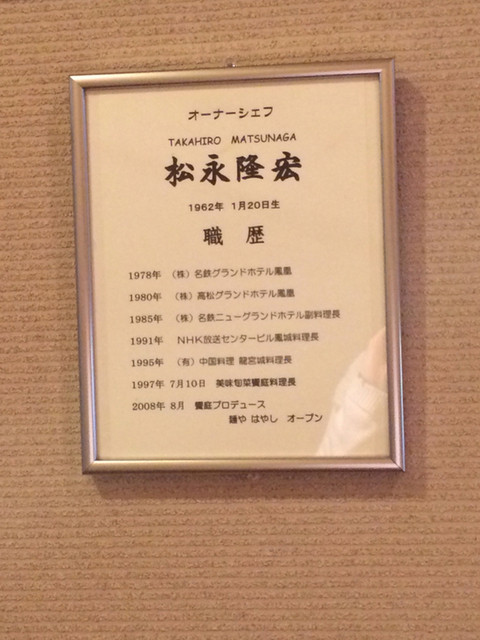 オーナーシェフ
TAKAHIRO MATSUNAGA
松永隆宏
1962年 1月20日生
職歴
1978年 （株）名鉄グランドホテル鳳凰
1980年 （株）高松グランドホテル鳳凰
1985年 （株）名鉄ニューグランドホテル副料理長
1991年 NHK放送センタービル鳳城料理長
1995年 （有）中国料理 龍宮城料理長
1997年 7月10日 美味旬菜饗庭料理長
2008年 8月 饗庭プロデュース
麺や はやし オープン